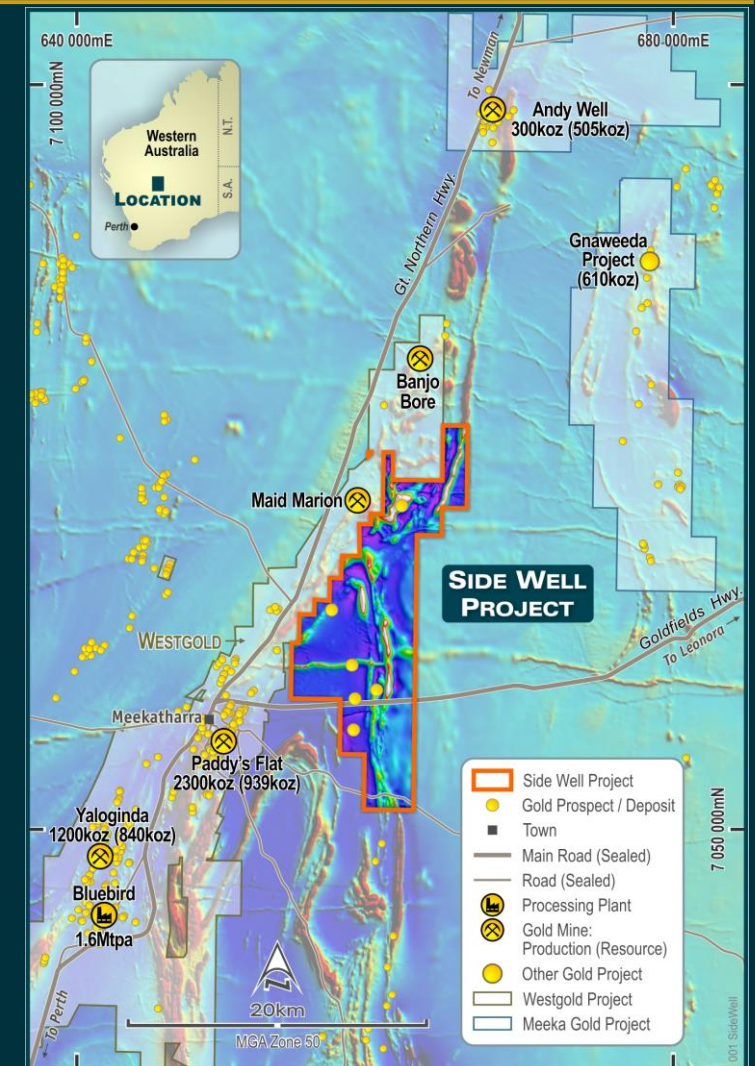 640 000mE
680 000mE
7 100 000mN
To Newman
Western
Australia
N.T.
S.A.
LOCATION
Perth
Andy Well
300koz (505koz)
Gt. Northern Hwy.
Gnaweeda
Project
(610koz)
Banjo
Bore
Maid Marion
SIDE WELL
PROJECT
Goldfields Hwy.
To Leonora
WESTGOLD
Meekatharra
Paddy's Flat
2300koz (939koz)
Yaloginda
1200koz (840koz)
Bluebird
1.6Mtpa
To Perth
N
20km
MGA Zone 50
7 050 000mN
Side Well Project
Gold Prospect / Deposit
Town
Main Road (Sealed)
Road (Sealed)
Processing Plant
Gold Mine:
Production (Resource)
Other Gold Project
Westgold Project
Meeka Gold Project
001 SideWell